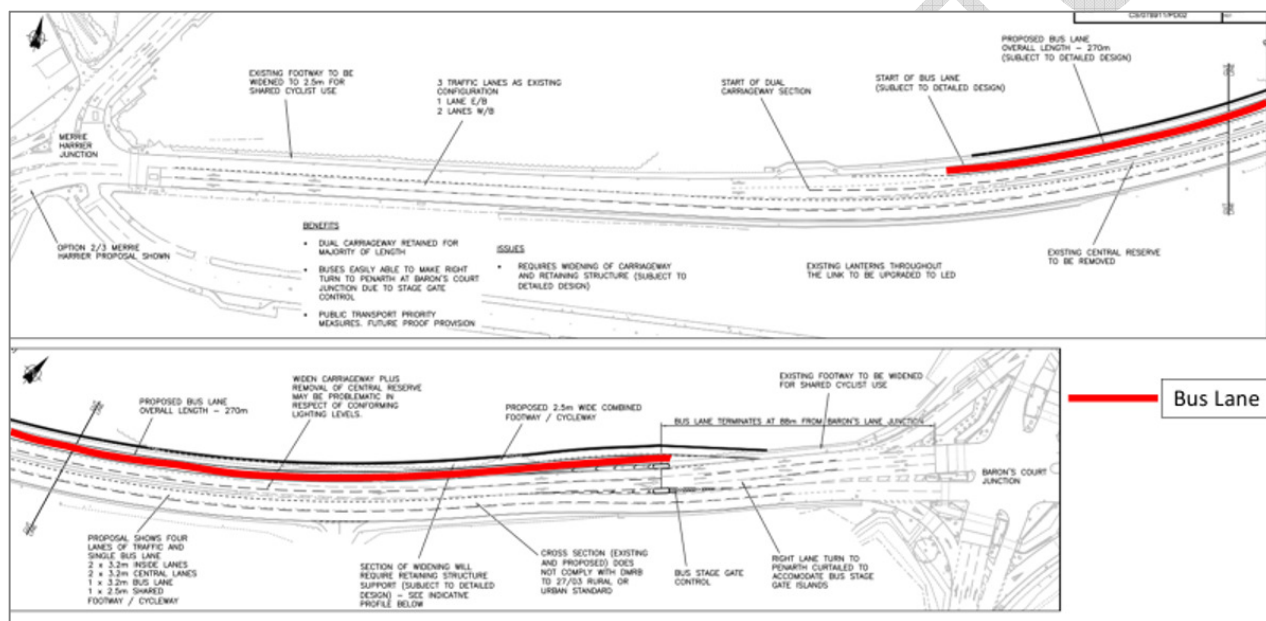 EXISTING FOOTWAY TO BE
WIDENED TO 2.5m FOR
SHARED CYCLIST USE
3 TRAFFIC LANES AS EXISTING
CONFIGURATION
1 LANE E/B
2 LANES W/B
START OF DUAL
CARRIAGEWAY SECTION
START OF BUS LANE
(SUBJECT TO DETAILED DESIGN)
PROPOSED BUS LANE
OVERALL LENGTH - 270m
(SUBJECT TO DETAILED DESIGN)
MERRIE
HARRIER
JUNCTION
OPTION 2/3 MERRIE
HARRIER PROPOSAL SHOWN
BENEFITS
• DUAL CARRIAGEWAY RETAINED FOR
MAJORITY OF LENGTH
• BUSES EASILY ABLE TO MAKE RIGHT
TURN TO PENARTH AT BARON'S COURT
JUNCTION DUE TO STAGE GATE
CONTROL
• PUBLIC TRANSPORT PRIORITY
MEASURES. FUTURE PROOF PROVISION
ISSUES
• REQUIRES WIDENING OF CARRIAGEWAY
AND RETAINING STRUCTURE (SUBJECT TO
DETAILED DESIGN)
EXISTING LANTERNS THROUGHOUT
THE LINK TO BE UPGRADED TO LED
EXISTING CENTRAL RESERVE
TO BE REMOVED
PROPOSED BUS LANE
OVERALL LENGTH - 270m
WIDEN CARRIAGEWAY PLUS
REMOVAL OF CENTRAL RESERVE
MAY BE PROBLEMATIC IN
RESPECT OF CONFORMING
LIGHTING LEVELS.
PROPOSED 2.5m WIDE COMBINED
FOOTWAY / CYCLEWAY
EXISTING FOOTWAY TO BE WIDENED
FOR SHARED CYCLIST USE
BUS LANE TERMINATES AT 88m FROM BARON'S LANE JUNCTION
BARON'S COURT
JUNCTION
PROPOSAL SHOWS FOUR
LANES OF TRAFFIC AND
SINGLE BUS LANE
2 x 3.2m INSIDE LANES
2 x 3.2m CENTRAL LANES
1 x 3.2m BUS LANE
1 x 2.5m SHARED
FOOTWAY / CYCLEWAY
SECTION OF WIDENING WILL
REQUIRE RETAINING STRUCTURE
SUPPORT (SUBJECT TO DETAILED
DESIGN) - SEE INDICATIVE
PROFILE BELOW
CROSS SECTION (EXISTING
AND PROPOSED) DOES
NOT COMPLY WITH DMRB
TD 27/03 RURAL OR
URBAN STANDARD
BUS STAGE GATE
CONTROL
RIGHT LANE TURN TO
PENARTH CURTAILED TO
ACCOMODATE BUS STAGE
GATE ISLANDS
Bus Lane